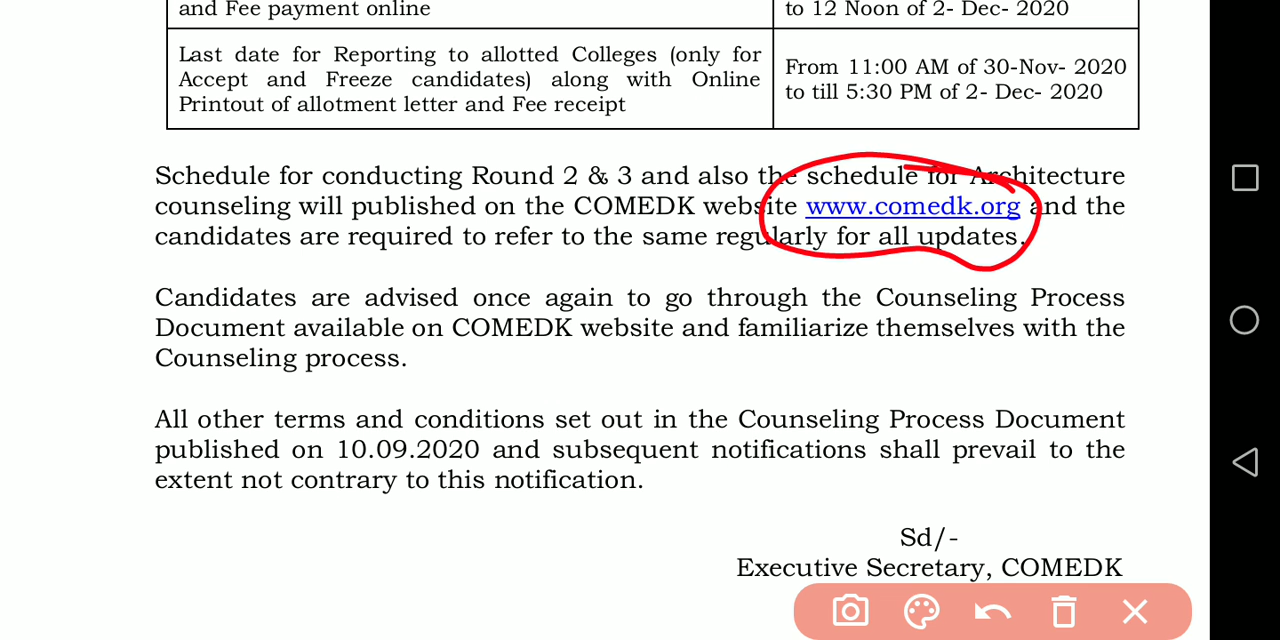 and Fee payment online
to 12 Noon of 2- Dec- 2020
Last date for Reporting to allotted Colleges (only for
Accept and Freeze candidates) along with Online
Printout of allotment letter and Fee receipt
From 11:00 AM of 30-Nov- 2020
to till 5:30 PM of 2- Dec- 2020
Schedule for conducting Round 2 & 3 and also the schedule for Architecture
counseling will published on the COMEDK website www.comedk.org and the
candidates are required to refer to the same regularly for all updates.
Candidates are advised once again to go through the Counseling Process
Document available on COMEDK website and familiarize themselves with the
Counseling process.
All other terms and conditions set out in the Counseling Process Document
published on 10.09.2020 and subsequent notifications shall prevail to the
extent not contrary to this notification.
Sd/-
Executive Secretary, COMEDK